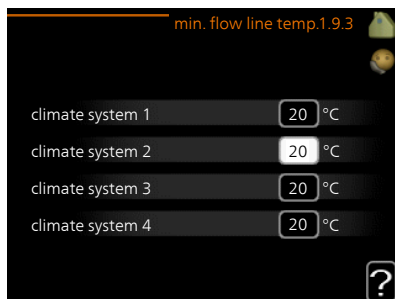 min. flow line temp.1.9.3
climate system 1 20 °C
climate system 2 20 °C
climate system 3 20 °C
climate system 4 20 °C
?